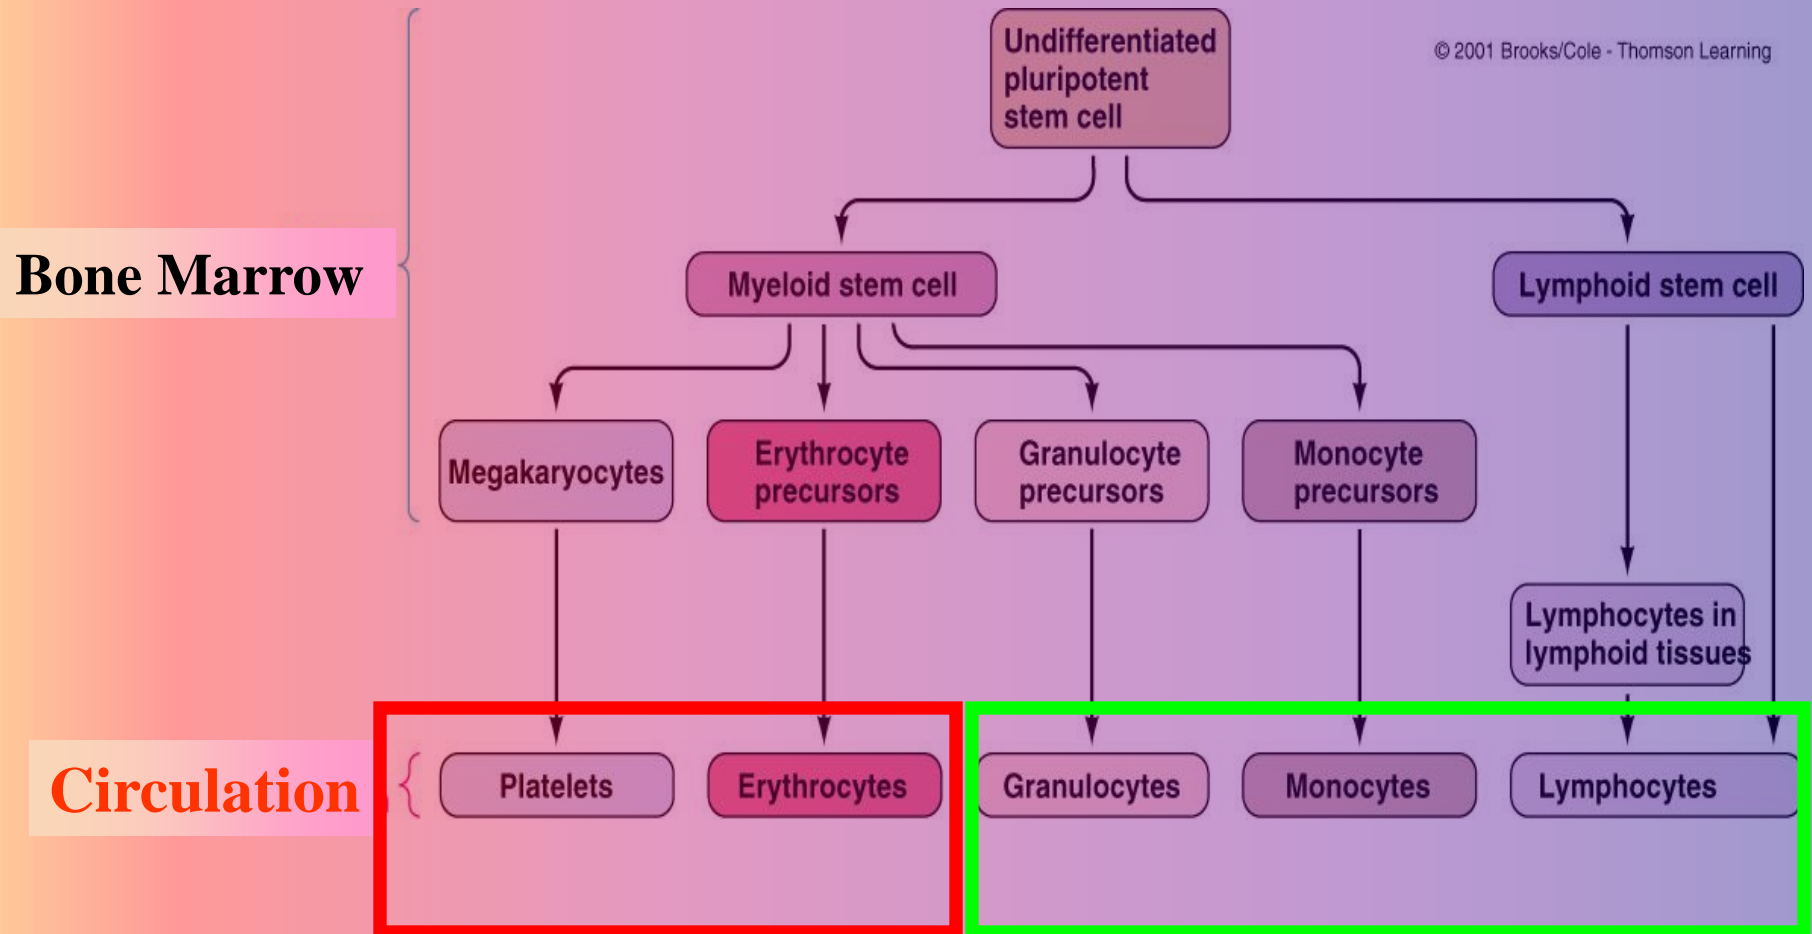 Undifferentiated
pluripotent
stem cell
© 2001 Brooks/Cole - Thomson Learning
Bone Marrow
Myeloid stem cell
Lymphoid stem cell
Megakaryocytes
Erythrocyte
precursors
Granulocyte
precursors
Monocyte
precursors
Lymphocytes in
lymphoid tissues
Circulation
Platelets
Erythrocytes
Granulocytes
Monocytes
Lymphocytes